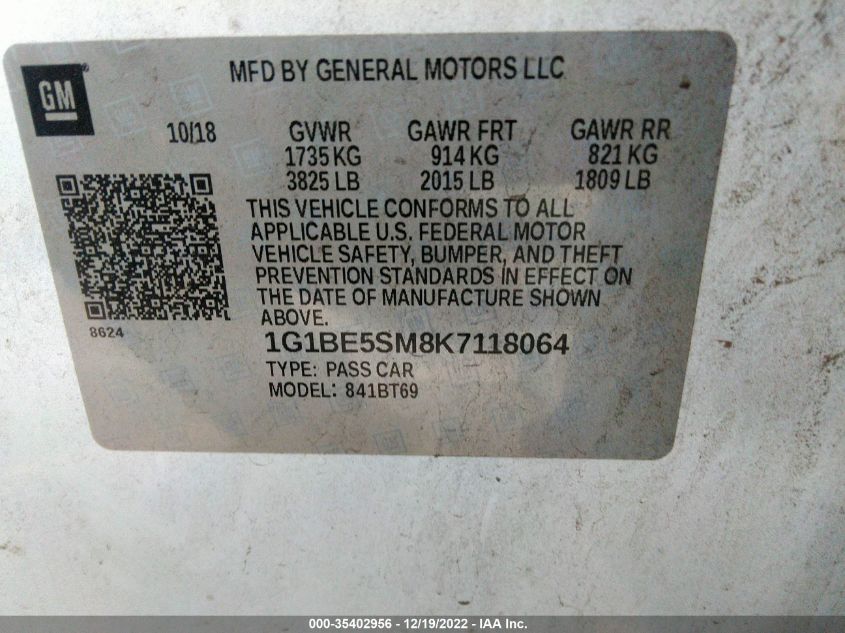 GM
MFD BY GENERAL MOTORS LLC
10/18 GVWR GAWR FRT GAWR RR
1735 KG 914 KG 821 KG
3825 LB 2015 LB 1809 LB
THIS VEHICLE CONFORMS TO ALL
APPLICABLE U.S. FEDERAL MOTOR
VEHICLE SAFETY, BUMPER, AND THEFT
PREVENTION STANDARDS IN EFFECT ON
THE DATE OF MANUFACTURE SHOWN
ABOVE.
8624
1G1BE5SM8K7118064
TYPE: PASS CAR
MODEL: 841BT69
000-35402956 - 12/19/2022 - IAA Inc.